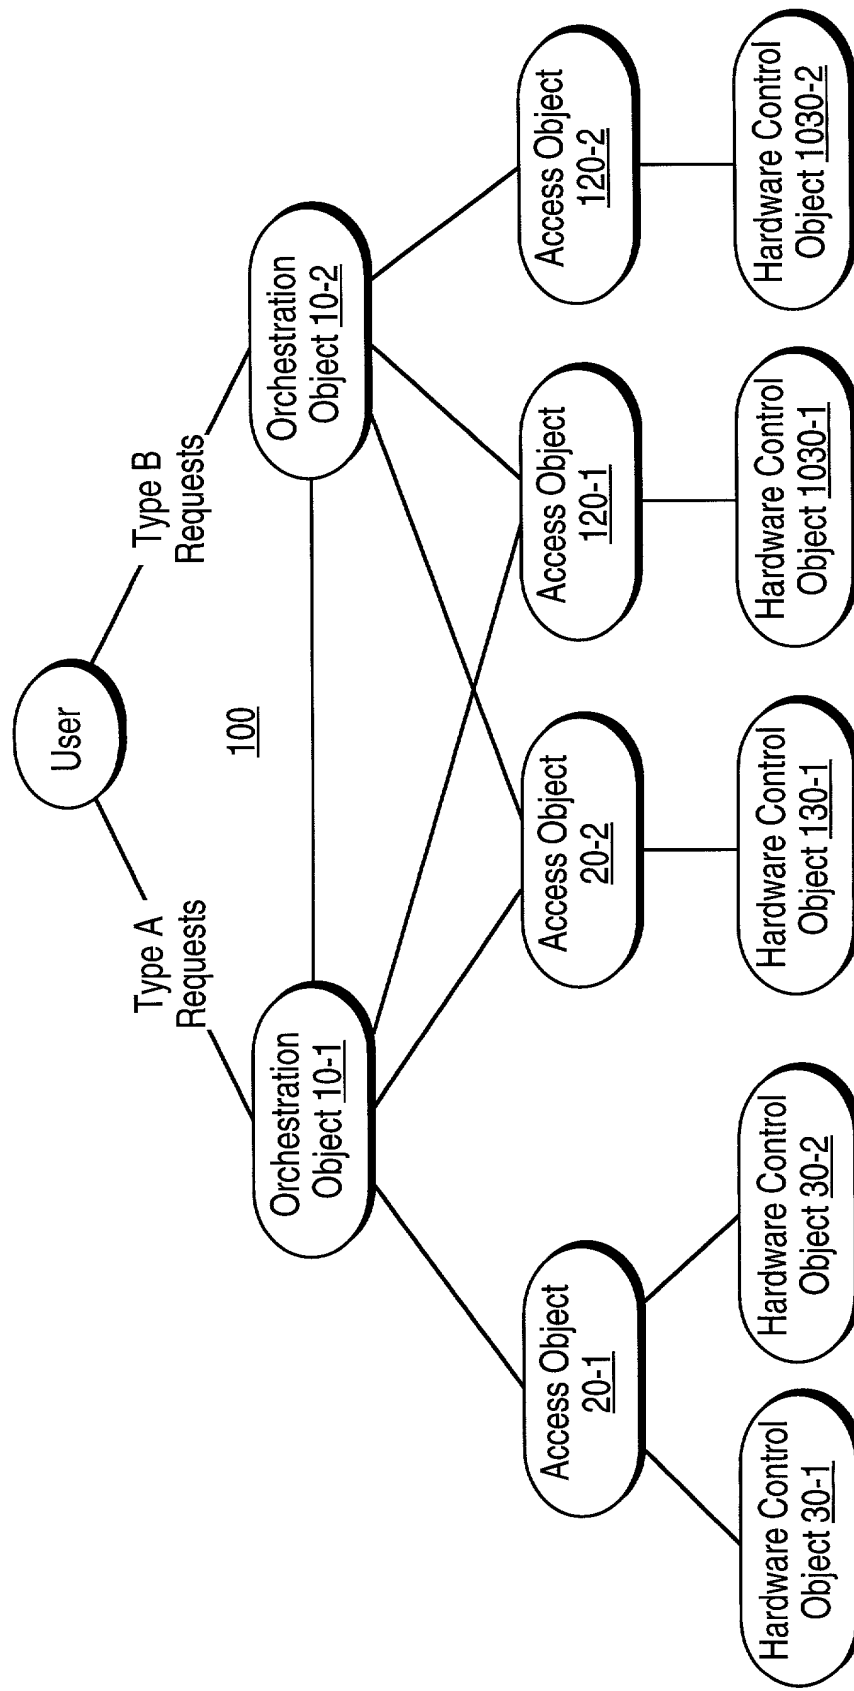 User
Type A
Requests
Type B
Requests
100
Orchestration
Object 10-1
Orchestration
Object 10-2
Access Object
20-1
Access Object
20-2
Access Object
120-1
Access Object
120-2
Hardware Control
Object 30-1
Hardware Control
Object 30-2
Hardware Control
Object 130-1
Hardware Control
Object 1030-1
Hardware Control
Object 1030-2